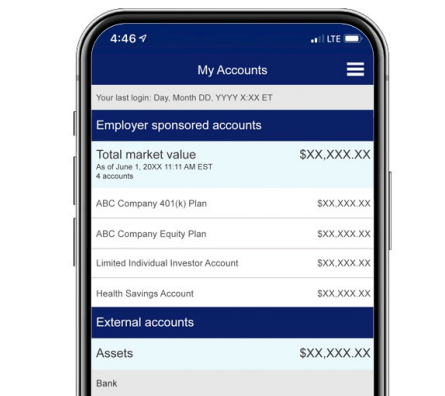 4:46
LTE
My Accounts
Your last login: Day, Month DD, YYYY X:XX ET
Employer sponsored accounts
Total market value $XX,XXX.XX
As of June 1, 20XX 11:11 AM EST
4 accounts
ABC Company 401(k) Plan $XX,XXX.XX
ABC Company Equity Plan $XX,XXX.XX
Limited Individual Investor Account $XX,XXX.XX
Health Savings Account $XX,XXX.XX
External accounts
Assets $XX,XXX.XX
Bank